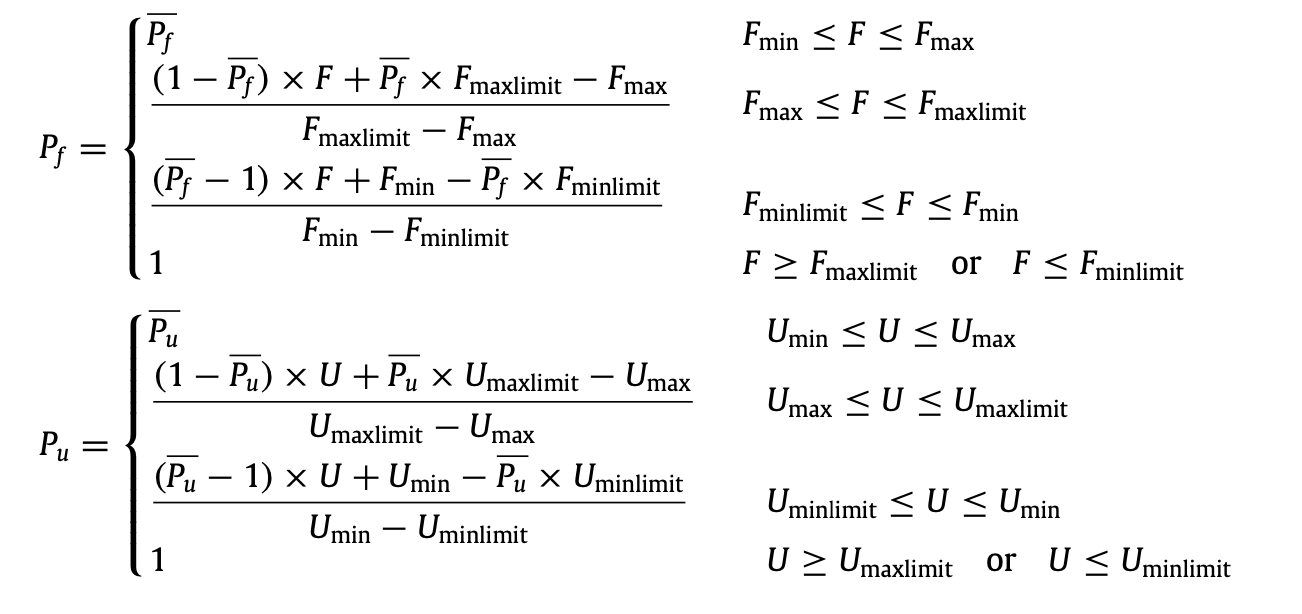 P_f = { \overline{P_f}    F_min ≤ F ≤ F_max
((1 − \overline{P_f}) × F + \overline{P_f} × F_maxlimit − F_max) / (F_maxlimit − F_max)    F_max ≤ F ≤ F_maxlimit
((\overline{P_f} − 1) × F + F_min − \overline{P_f} × F_minlimit) / (F_min − F_minlimit)    F_minlimit ≤ F ≤ F_min
1    F ≥ F_maxlimit or F ≤ F_minlimit
P_u = { \overline{P_u}    U_min ≤ U ≤ U_max
((1 − \overline{P_u}) × U + \overline{P_u} × U_maxlimit − U_max) / (U_maxlimit − U_max)    U_max ≤ U ≤ U_maxlimit
((\overline{P_u} − 1) × U + U_min − \overline{P_u} × U_minlimit) / (U_min − U_minlimit)    U_minlimit ≤ U ≤ U_min
1    U ≥ U_maxlimit or U ≤ U_minlimit